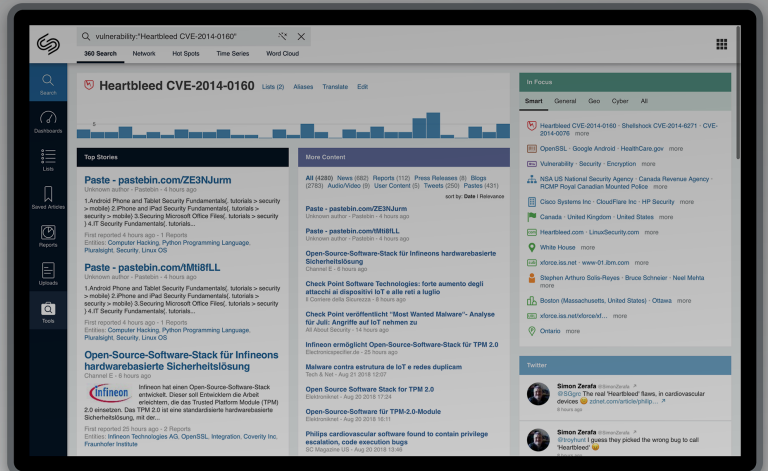 vulnerability:"Heartbleed CVE-2014-0160"
360 Search Network Hot Spots Time Series Word Cloud
Search
Dashboards
Lists
Saved Articles
Reports
Uploads
Tools
Heartbleed CVE-2014-0160 Lists (2) Aliases Translate Edit
5
Top Stories
Paste - pastebin.com/ZE3NJurm
Unknown author - Pastebin - 4 hours ago
1.Android Phone and Tablet Security Fundamentals[. tutorials > security
> mobile) 2.IPhone and IPad Security Fundamentals[. tutorials >
security > mobile) 3.Securing Microsoft Office Files[. tutorials > security
) 4.IT Security Fundamentals[. tutorials...
First reported 4 hours ago - 1 Reports
Entities: Computer Hacking, Python Programming Language,
Pluralsight, Security, Linux OS
Paste - pastebin.com/tMti8fLL
Unknown author - Pastebin - 4 hours ago
1.Android Phone and Tablet Security Fundamentals[. tutorials > security
> mobile) 2.IPhone and IPad Security Fundamentals[. tutorials >
security > mobile) 3.Securing Microsoft Office Files[. tutorials > security
) 4.IT Security Fundamentals[. tutorials...
First reported 4 hours ago - 1 Reports
Entities: Computer Hacking, Python Programming Language,
Pluralsight, Security, Linux OS
Open-Source-Software-Stack für Infineons
hardwarebasierte Sicherheitslösung
Channel E - 6 hours ago
infineon
Infineon hat einen Open-Source-Software-Stack
entwickelt. Dieser soll Entwicklern die Arbeit
erleichtern, die das Trusted Platform Module (TPM)
2.0 einsetzen. Das TPM 2.0 ist eine standardisierte hardwarebasierte
Sicherheitslösung, mit der...
First reported 25 hours ago - 2 Reports
Entities: Infineon Technologies AG, OpenSSL, Integration, Coverity Inc.
Fraunhofer Institute
More Content
All (4280) News (682) Reports (112) Press Releases (8) Blogs
(2783) Audio/Video (9) User Content (5) Tweets (250) Pastes (431)
sort by: Date | Relevance
Paste - pastebin.com/ZE3NJurm
Unknown author - Pastebin - 4 hours ago
Paste - pastebin.com/tMti8fLL
Unknown author - Pastebin - 4 hours ago
Open-Source-Software-Stack für Infineons hardwarebasierte
Sicherheitslösung
Channel E - 6 hours ago
Check Point Software Technologies: forte aumento degli
attacchi ai dispositivi IoT e alle reti a luglio
Il Corriere della Sicurezza - 8 hours ago
Check Point veröffentlicht "Most Wanted Malware"- Analyse
für Juli: Angriffe auf IoT nehmen zu
All About Security - 14 hours ago
Infineon ermöglicht Open-Source-Software-Stack für TPM 2.0
Electronicspecifier.de - 25 hours ago
Malware contra estrutura de IoT e redes duplicam
Tech & Net - Aug 21 2018 12:07
Open Source Software Stack for TPM 2.0
Elektroniknet - Aug 20 2018 17:24
Open-Source-Software für TPM-2.0-Module
Elektroniknet - Aug 20 2018 16:11
Philips cardiovascular software found to contain privilege
escalation, code execution bugs
SC Magazine US - Aug 20 2018 13:46
In Focus
Smart General Geo Cyber All
Heartbleed CVE-2014-0160 · Shellshock CVE-2014-6271 · CVE-
2014-0076 more
OpenSSL · Google Android · HealthCare.gov more
Vulnerability · Security · Encryption more
NSA US National Security Agency · Canada Revenue Agency ·
RCMP Royal Canadian Mounted Police more
Cisco Systems Inc · CloudFlare Inc · HP Security more
Canada · United Kingdom · United States more
Heartbleed.com · LinuxSecurity.com more
White House more
xforce.iss.net · www-01.ibm.com more
Stephen Arthuro Solis-Reyes · Bruce Schneier · Neel Mehta
more
Boston (Massachusetts, United States) · Ottawa more
xforce.iss.net/xforce/xf... more
Ontario more
Twitter
Simon Zerafa @SimonZerafa
@SGgrc The real 'Heartbleed' flaws, in cardiovascular
devices zdnet.com/article/philip...
8 hours ago
Simon Zerafa @SimonZerafa
@troyhunt I guess they picked the wrong bug to call
'Heartbleed'